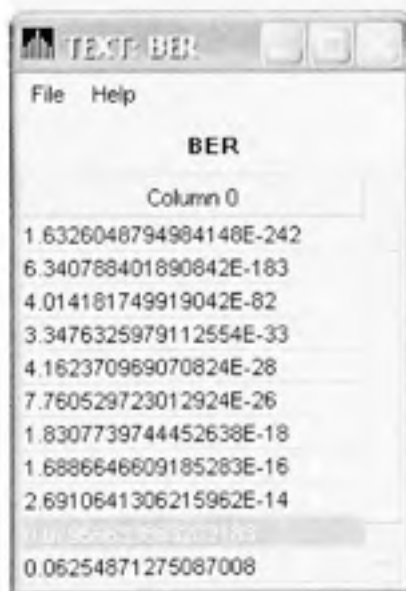 TEXT: BER
File Help
BER
Column 0
1.6326048794984148E-242
6.340788401890842E-183
4.014181749919042E-82
3.3476325979112554E-33
4.162370969070824E-28
7.760529723012924E-26
1.8307739744452638E-18
1.6886646609185283E-16
2.6910641306215962E-14
0.06254871275087008